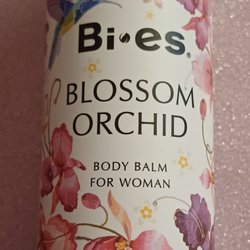 Bi·es®
BLOSSOM
ORCHID
BODY BALM
FOR WOMAN